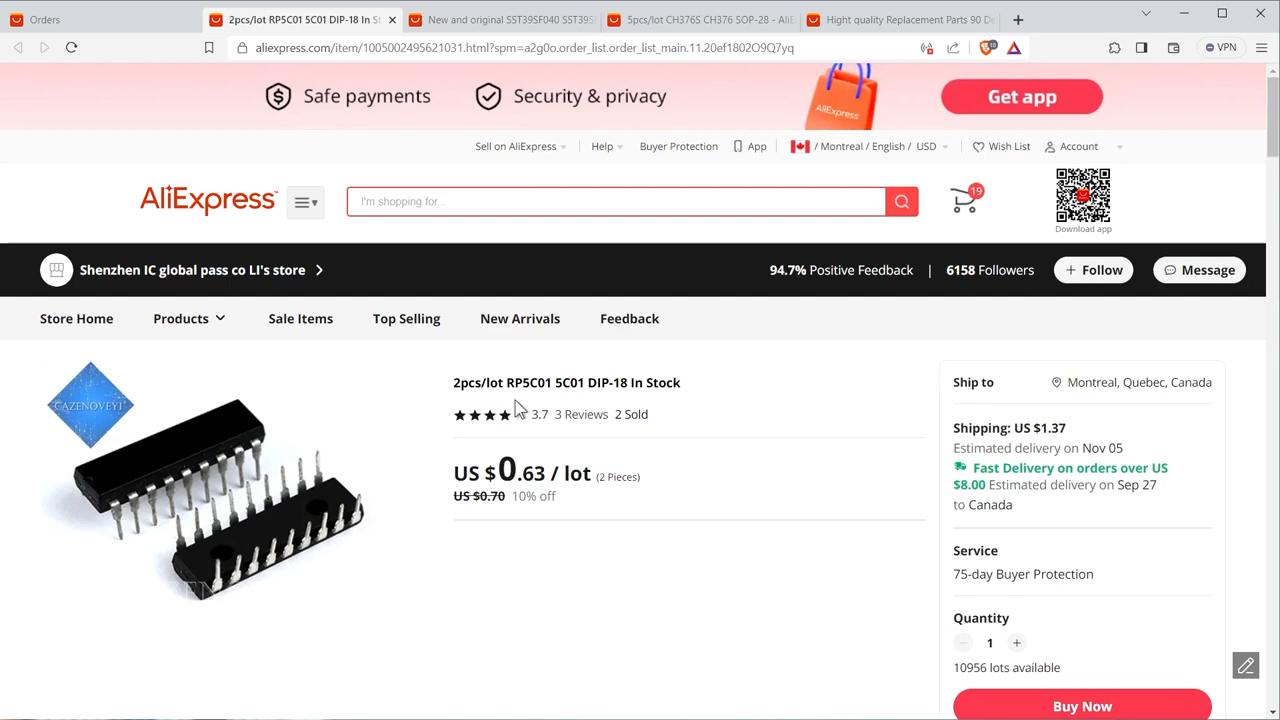 Orders
2pcs/lot RP5C01 5C01 DIP-18 In S
New and original SST39SF040 SST39S
5pcs/lot CH376S CH376 SOP-28 - AliE
Hight quality Replacement Parts 90 De
aliexpress.com/item/1005002495621031.html?spm=a2g0o.order_list.order_list_main.11.20ef1802O9Q7yq
VPN
Safe payments
Security & privacy
AliExpress
Get app
Sell on AliExpress
Help
Buyer Protection
App
/ Montreal / English / USD
Wish List
Account
AliExpress
I'm shopping for...
19
Download app
Shenzhen IC global pass co LI's store
94.7% Positive Feedback | 6158 Followers
+ Follow
Message
Store Home
Products
Sale Items
Top Selling
New Arrivals
Feedback
CAZENOVEYI
2pcs/lot RP5C01 5C01 DIP-18 In Stock
3.7 3 Reviews 2 Sold
US $0.63 / lot (2 Pieces)
US $0.70 10% off
Ship to
Montreal, Quebec, Canada
Shipping: US $1.37
Estimated delivery on Nov 05
Fast Delivery on orders over US
$8.00 Estimated delivery on Sep 27
to Canada
Service
75-day Buyer Protection
Quantity
1
10956 lots available
Buy Now